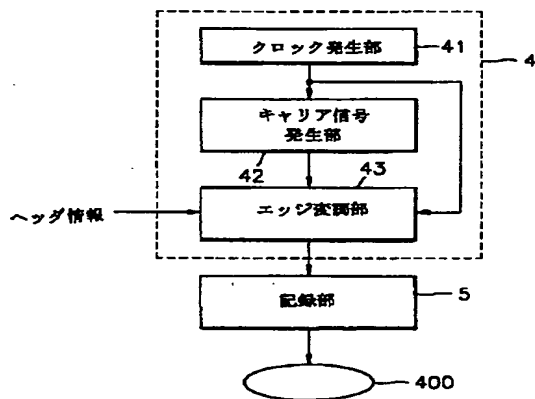 クロック発生部
41
4
キャリア信号
発生部
42
43
ヘッダ情報
エッジ変調部
記録部
5
400